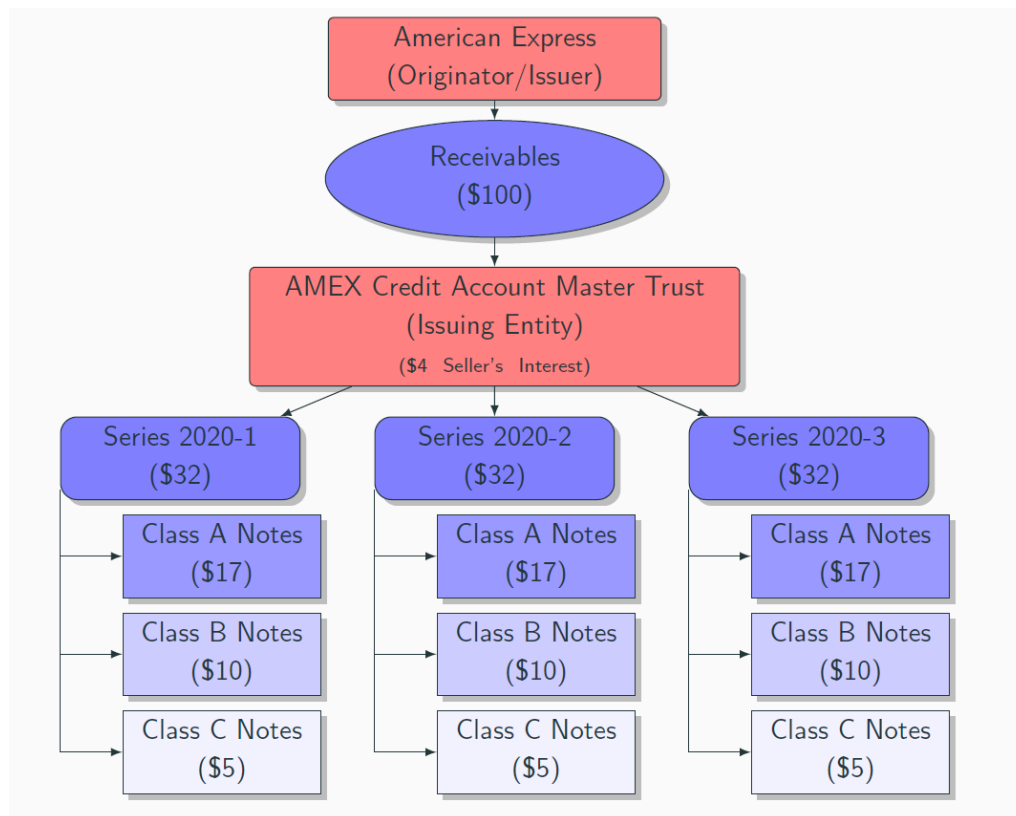 American Express
(Originator/Issuer)
Receivables
($100)
AMEX Credit Account Master Trust
(Issuing Entity)
($4 Seller's Interest)
Series 2020-1
($32)
Series 2020-2
($32)
Series 2020-3
($32)
Class A Notes
($17)
Class A Notes
($17)
Class A Notes
($17)
Class B Notes
($10)
Class B Notes
($10)
Class B Notes
($10)
Class C Notes
($5)
Class C Notes
($5)
Class C Notes
($5)